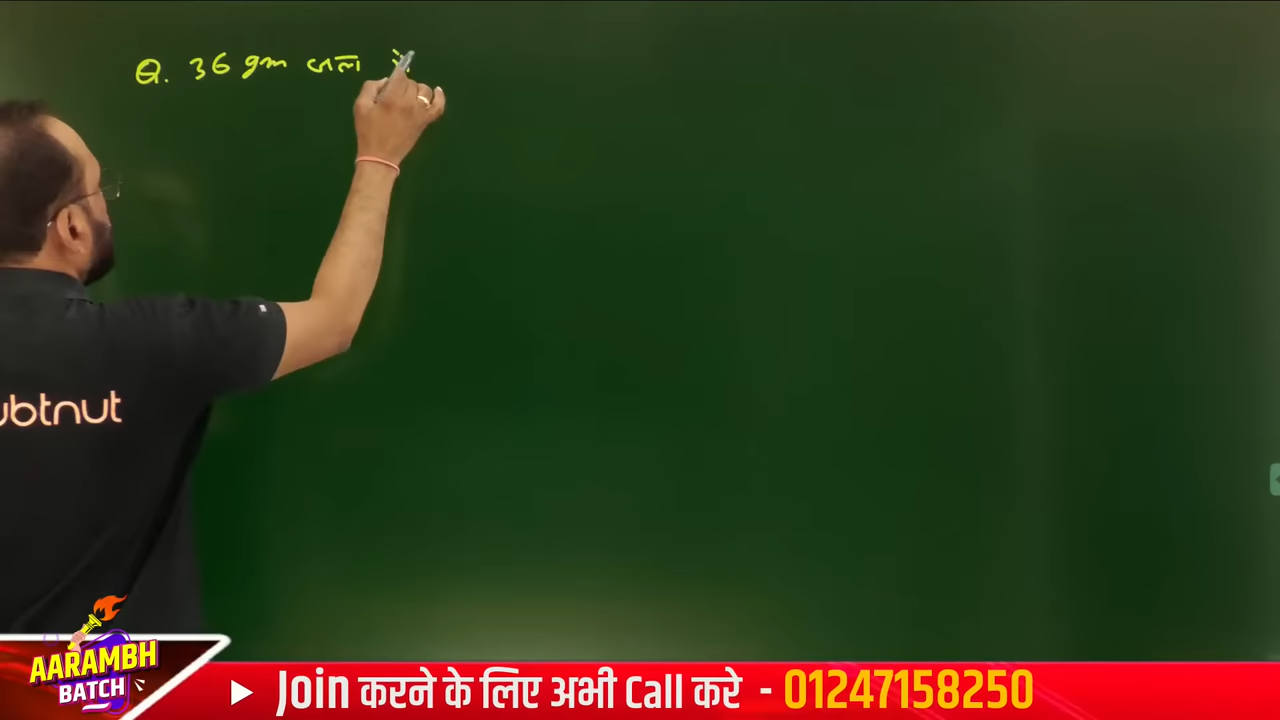 Q. 36 gm जल
ubtnut
AARAMBH
BATCH
Join करने के लिए अभी Call करे - 01247158250